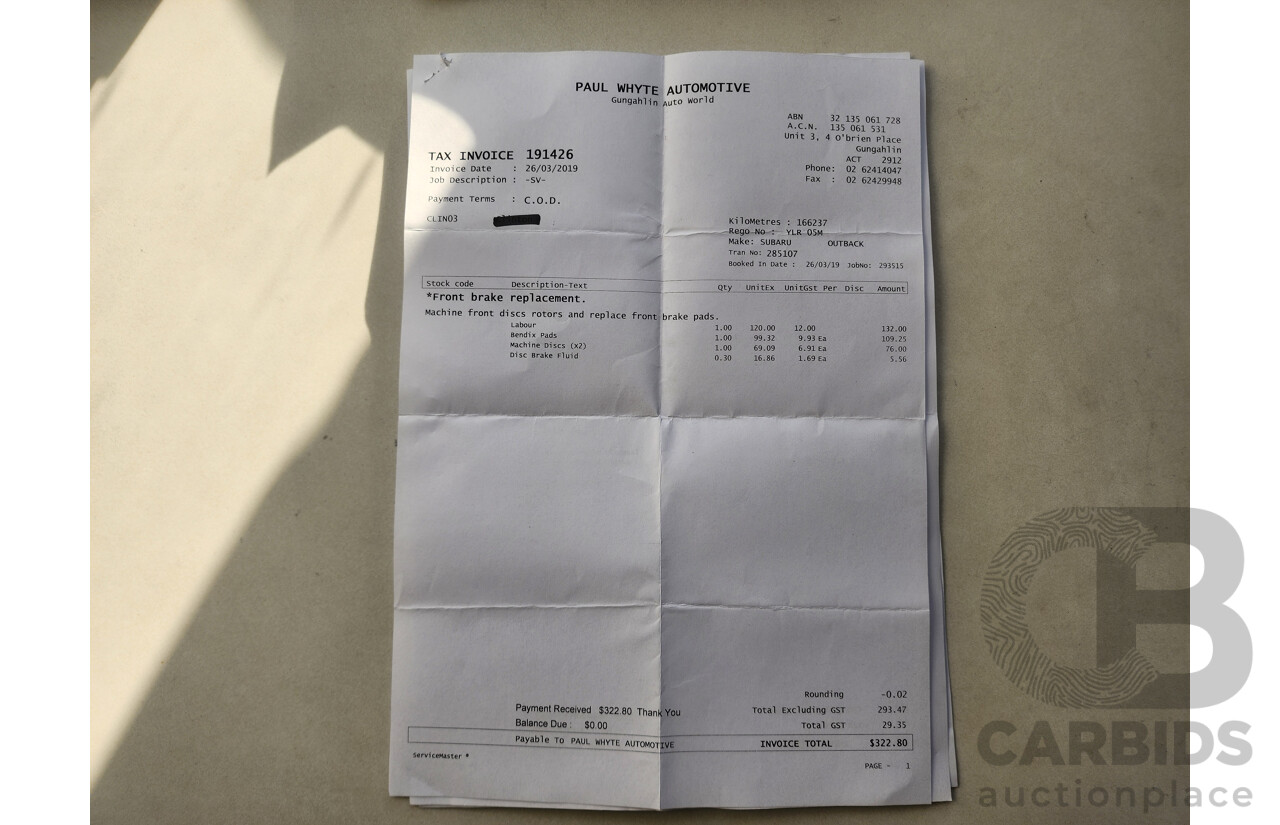 PAUL WHYTE AUTOMOTIVE
Gungahlin Auto World
ABN 32 135 061 728
A.C.N. 135 061 531
Unit 3, 4 O'brien Place
Gungahlin
ACT 2912
Phone: 02 62414047
Fax : 02 62429948
TAX INVOICE 191426
Invoice Date : 26/03/2019
Job Description : -SV-
Payment Terms : C.O.D.
CLIN03
KiloMetres : 166237
Rego No : YLR 05M
Make: SUBARU OUTBACK
Tran No: 285107
Booked In Date : 26/03/19 JobNo: 293515
Stock code Description-Text Qty UnitEx UnitGst Per Disc Amount
*Front brake replacement.
Machine front discs rotors and replace front brake pads.
Labour 1.00 120.00 12.00 132.00
Bendix Pads 1.00 99.32 9.93 Ea 109.25
Machine Discs (x2) 1.00 69.09 6.91 Ea 76.00
Disc Brake Fluid 0.30 16.86 1.69 Ea 5.56
Rounding -0.02
Payment Received $322.80 Thank You
Total Excluding GST 293.47
Balance Due : $0.00
Total GST 29.35
Payable To PAUL WHYTE AUTOMOTIVE INVOICE TOTAL $322.80
ServiceMaster *
PAGE - 1
CB
CARBIDS
auctionplace